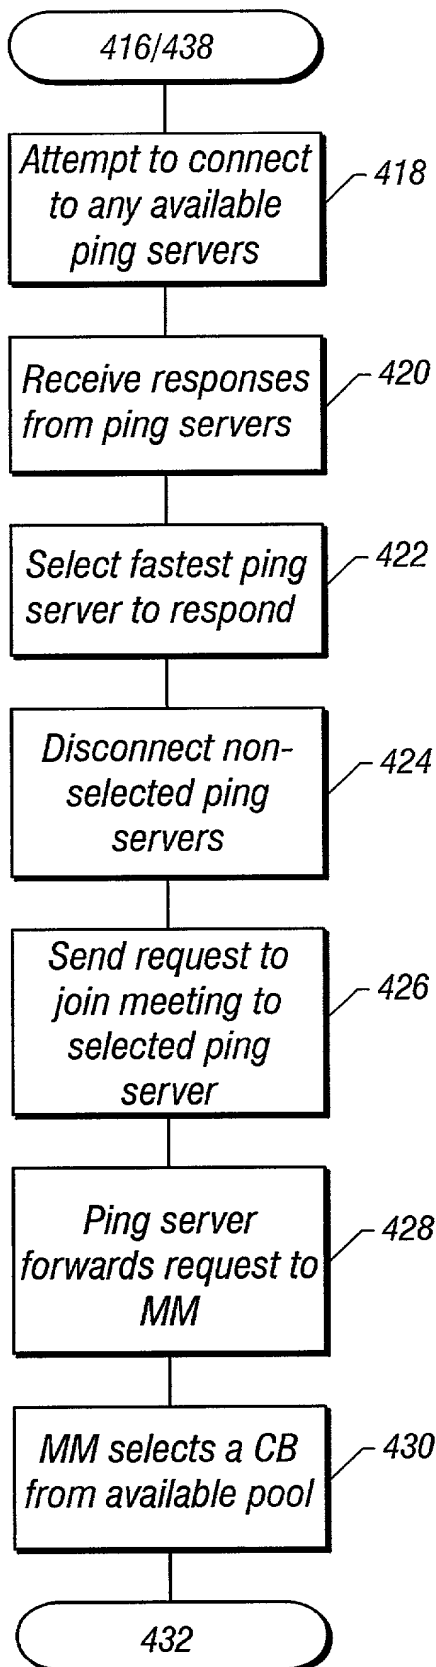 416/438
Attempt to connect
to any available
ping servers
418
Receive responses
from ping servers
420
Select fastest ping
server to respond
422
Disconnect non-
selected ping
servers
424
Send request to
join meeting to
selected ping
server
426
Ping server
forwards request to
MM
428
MM selects a CB
from available pool
430
432